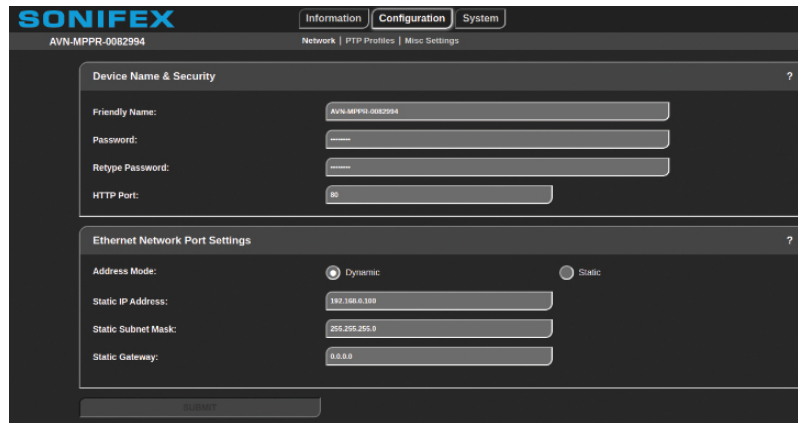 SONIFEX
Information Configuration System
AVN-MPPR-0082994
Network | PTP Profiles | Misc Settings
Device Name & Security ?
Friendly Name: AVN-MPPR-0082994
Password: --------
Retype Password: --------
HTTP Port: 80
Ethernet Network Port Settings ?
Address Mode: Dynamic Static
Static IP Address: 192.168.0.100
Static Subnet Mask: 255.255.255.0
Static Gateway: 0.0.0.0
SUBMIT